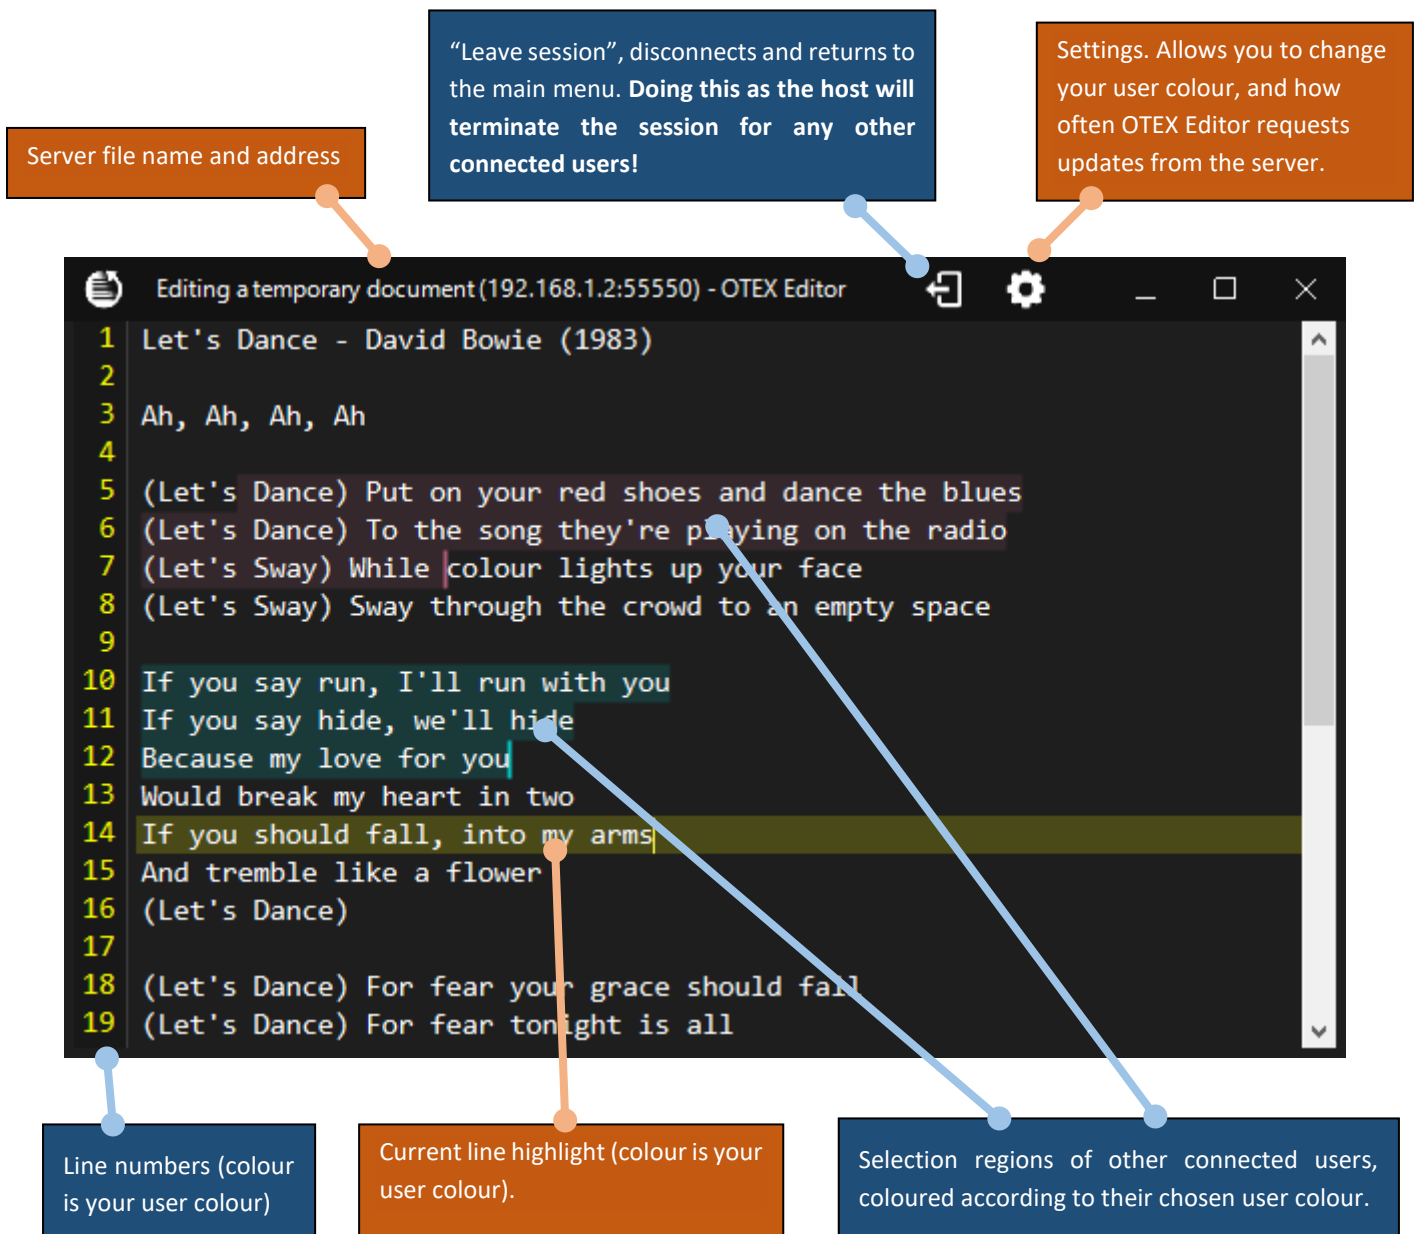 “Leave session”, disconnects and returns to
the main menu. Doing this as the host will
terminate the session for any other
connected users!
Settings. Allows you to change
your user colour, and how
often OTEX Editor requests
updates from the server.
Server file name and address
Editing a temporary document (192.168.1.2:55550) - OTEX Editor
1 Let's Dance - David Bowie (1983)
2
3 Ah, Ah, Ah, Ah
4
5 (Let's Dance) Put on your red shoes and dance the blues
6 (Let's Dance) To the song they're playing on the radio
7 (Let's Sway) While colour lights up your face
8 (Let's Sway) Sway through the crowd to an empty space
9
10 If you say run, I'll run with you
11 If you say hide, we'll hide
12 Because my love for you
13 Would break my heart in two
14 If you should fall, into my arms
15 And tremble like a flower
16 (Let's Dance)
17
18 (Let's Dance) For fear your grace should fall
19 (Let's Dance) For fear tonight is all
Line numbers (colour
is your user colour)
Current line highlight (colour is your
user colour).
Selection regions of other connected users,
coloured according to their chosen user colour.